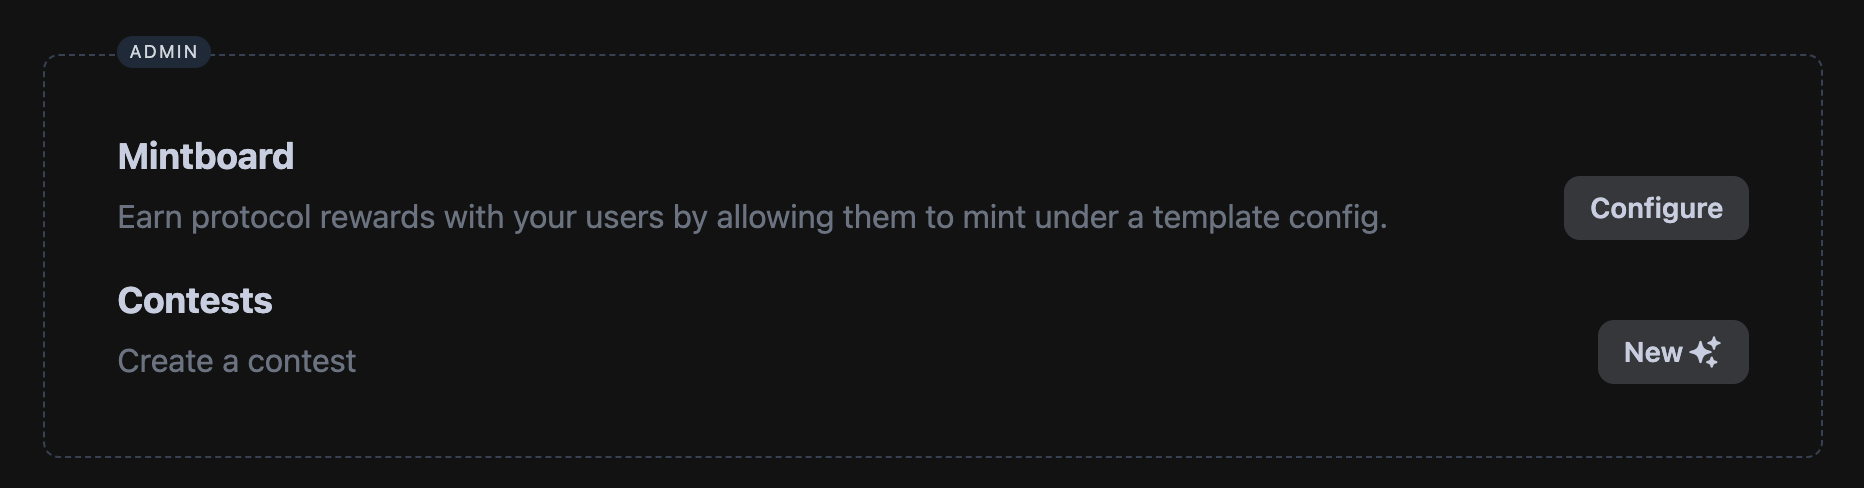 ADMIN
Mintboard
Earn protocol rewards with your users by allowing them to mint under a template config.
Configure
Contests
Create a contest
New